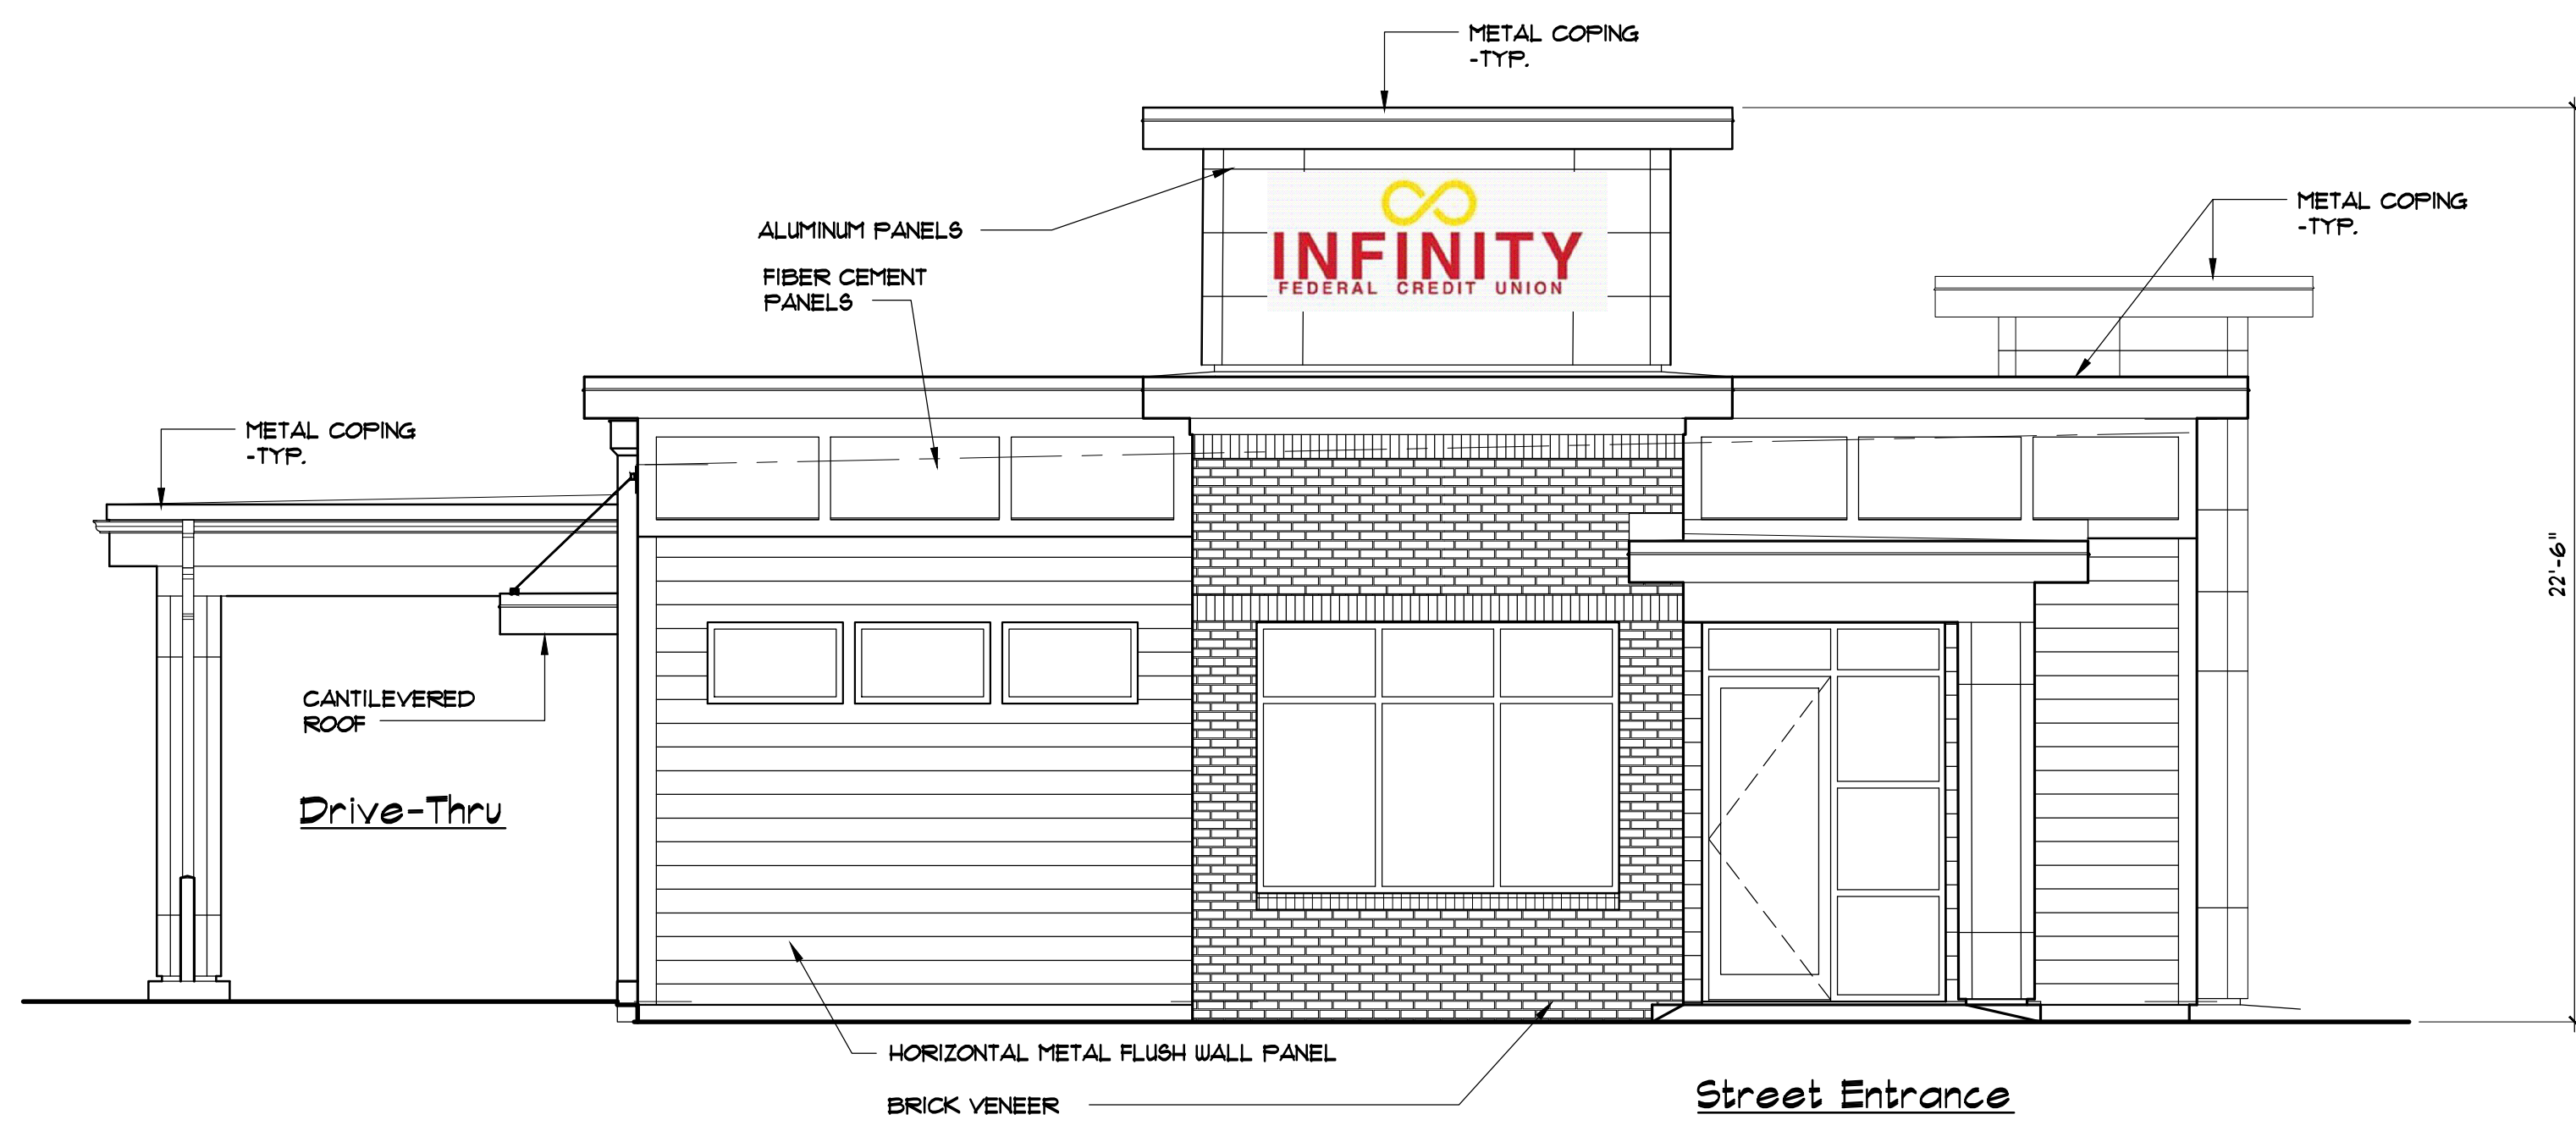 METAL COPING
-TYP.
METAL COPING
-TYP.
ALUMINUM PANELS
INFINITY
FEDERAL CREDIT UNION
FIBER CEMENT
PANELS
METAL COPING
-TYP.
22'-6"
CANTILEVERED
ROOF
Drive-Thru
HORIZONTAL METAL FLUSH WALL PANEL
BRICK VENEER
Street Entrance